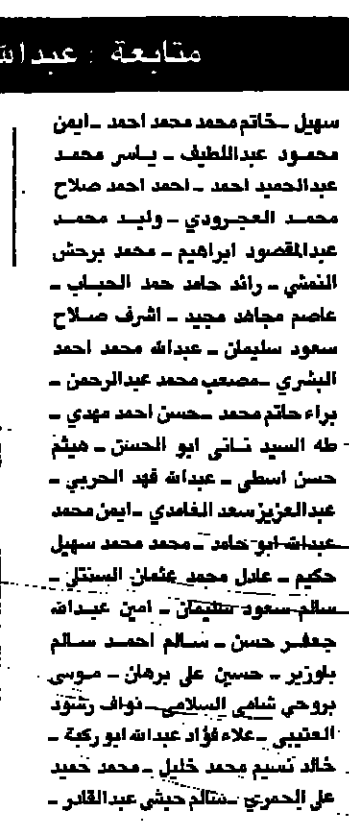 متابعة : عبدالله
سهيل ـ خاتم محمد محمد احمد ـ ايمن
محمود عبداللطيف ـ ياسر محمد
عبدالحميد احمد ـ احمد احمد صلاح
محمد العجرودي ـ وليد محمد
عبدالمقصود ابراهيم ـ محمد برحش
النمشي ـ رائد حامد حمد الحباب ـ
عاصم مجاهد مجيد ـ اشرف صلاح
سعود سليمان ـ عبدالله محمد احمد
البشري ـ مصعب محمد عبدالرحمن ـ
براء حاتم محمد ـ حسن احمد مهدي ـ
طه السيد تاني ابو الحسن ـ هيثم
حسن اسطى ـ عبدالله فهد الحربي ـ
عبدالعزيز سعد الغامدي ـ ايمن محمد
عبدالله ابو حامد ـ محمد محمد سهيل
حكيم ـ عادل محمد عثمان السنتلي ـ
سالم سعود سليمان ـ امين عبدالله
جعفر حسن ـ سالم احمد سالم
باوزير ـ حسين علي برهان ـ موسى
بروحي شامي السلامي ـ نواف رشود
العتيبي ـ علاء فؤاد عبدالله ابو ركبة ـ
خالد نسيم محمد خليل ـ محمد حميد
علي الحمري ـ سالم حبشي عبدالقادر ـ